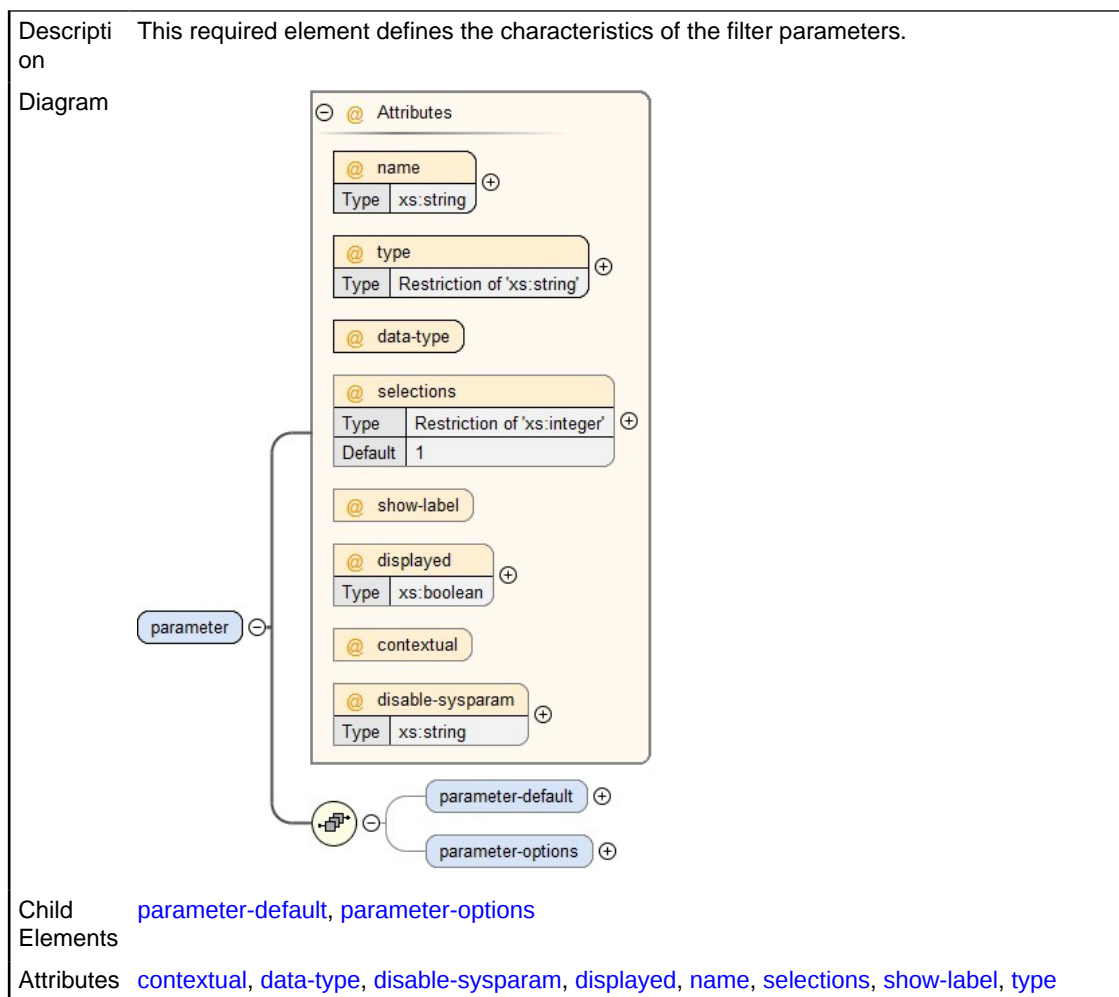 Descripti This required element defines the characteristics of the filter parameters.
on
Diagram
@ Attributes
@ name
Type xs:string
@ type
Type Restriction of 'xs:string'
@ data-type
@ selections
Type Restriction of 'xs:integer'
Default 1
@ show-label
@ displayed
Type xs:boolean
parameter
@ contextual
@ disable-sysparam
Type xs:string
parameter-default
parameter-options
Child parameter-default, parameter-options
Elements
Attributes contextual, data-type, disable-sysparam, displayed, name, selections, show-label, type